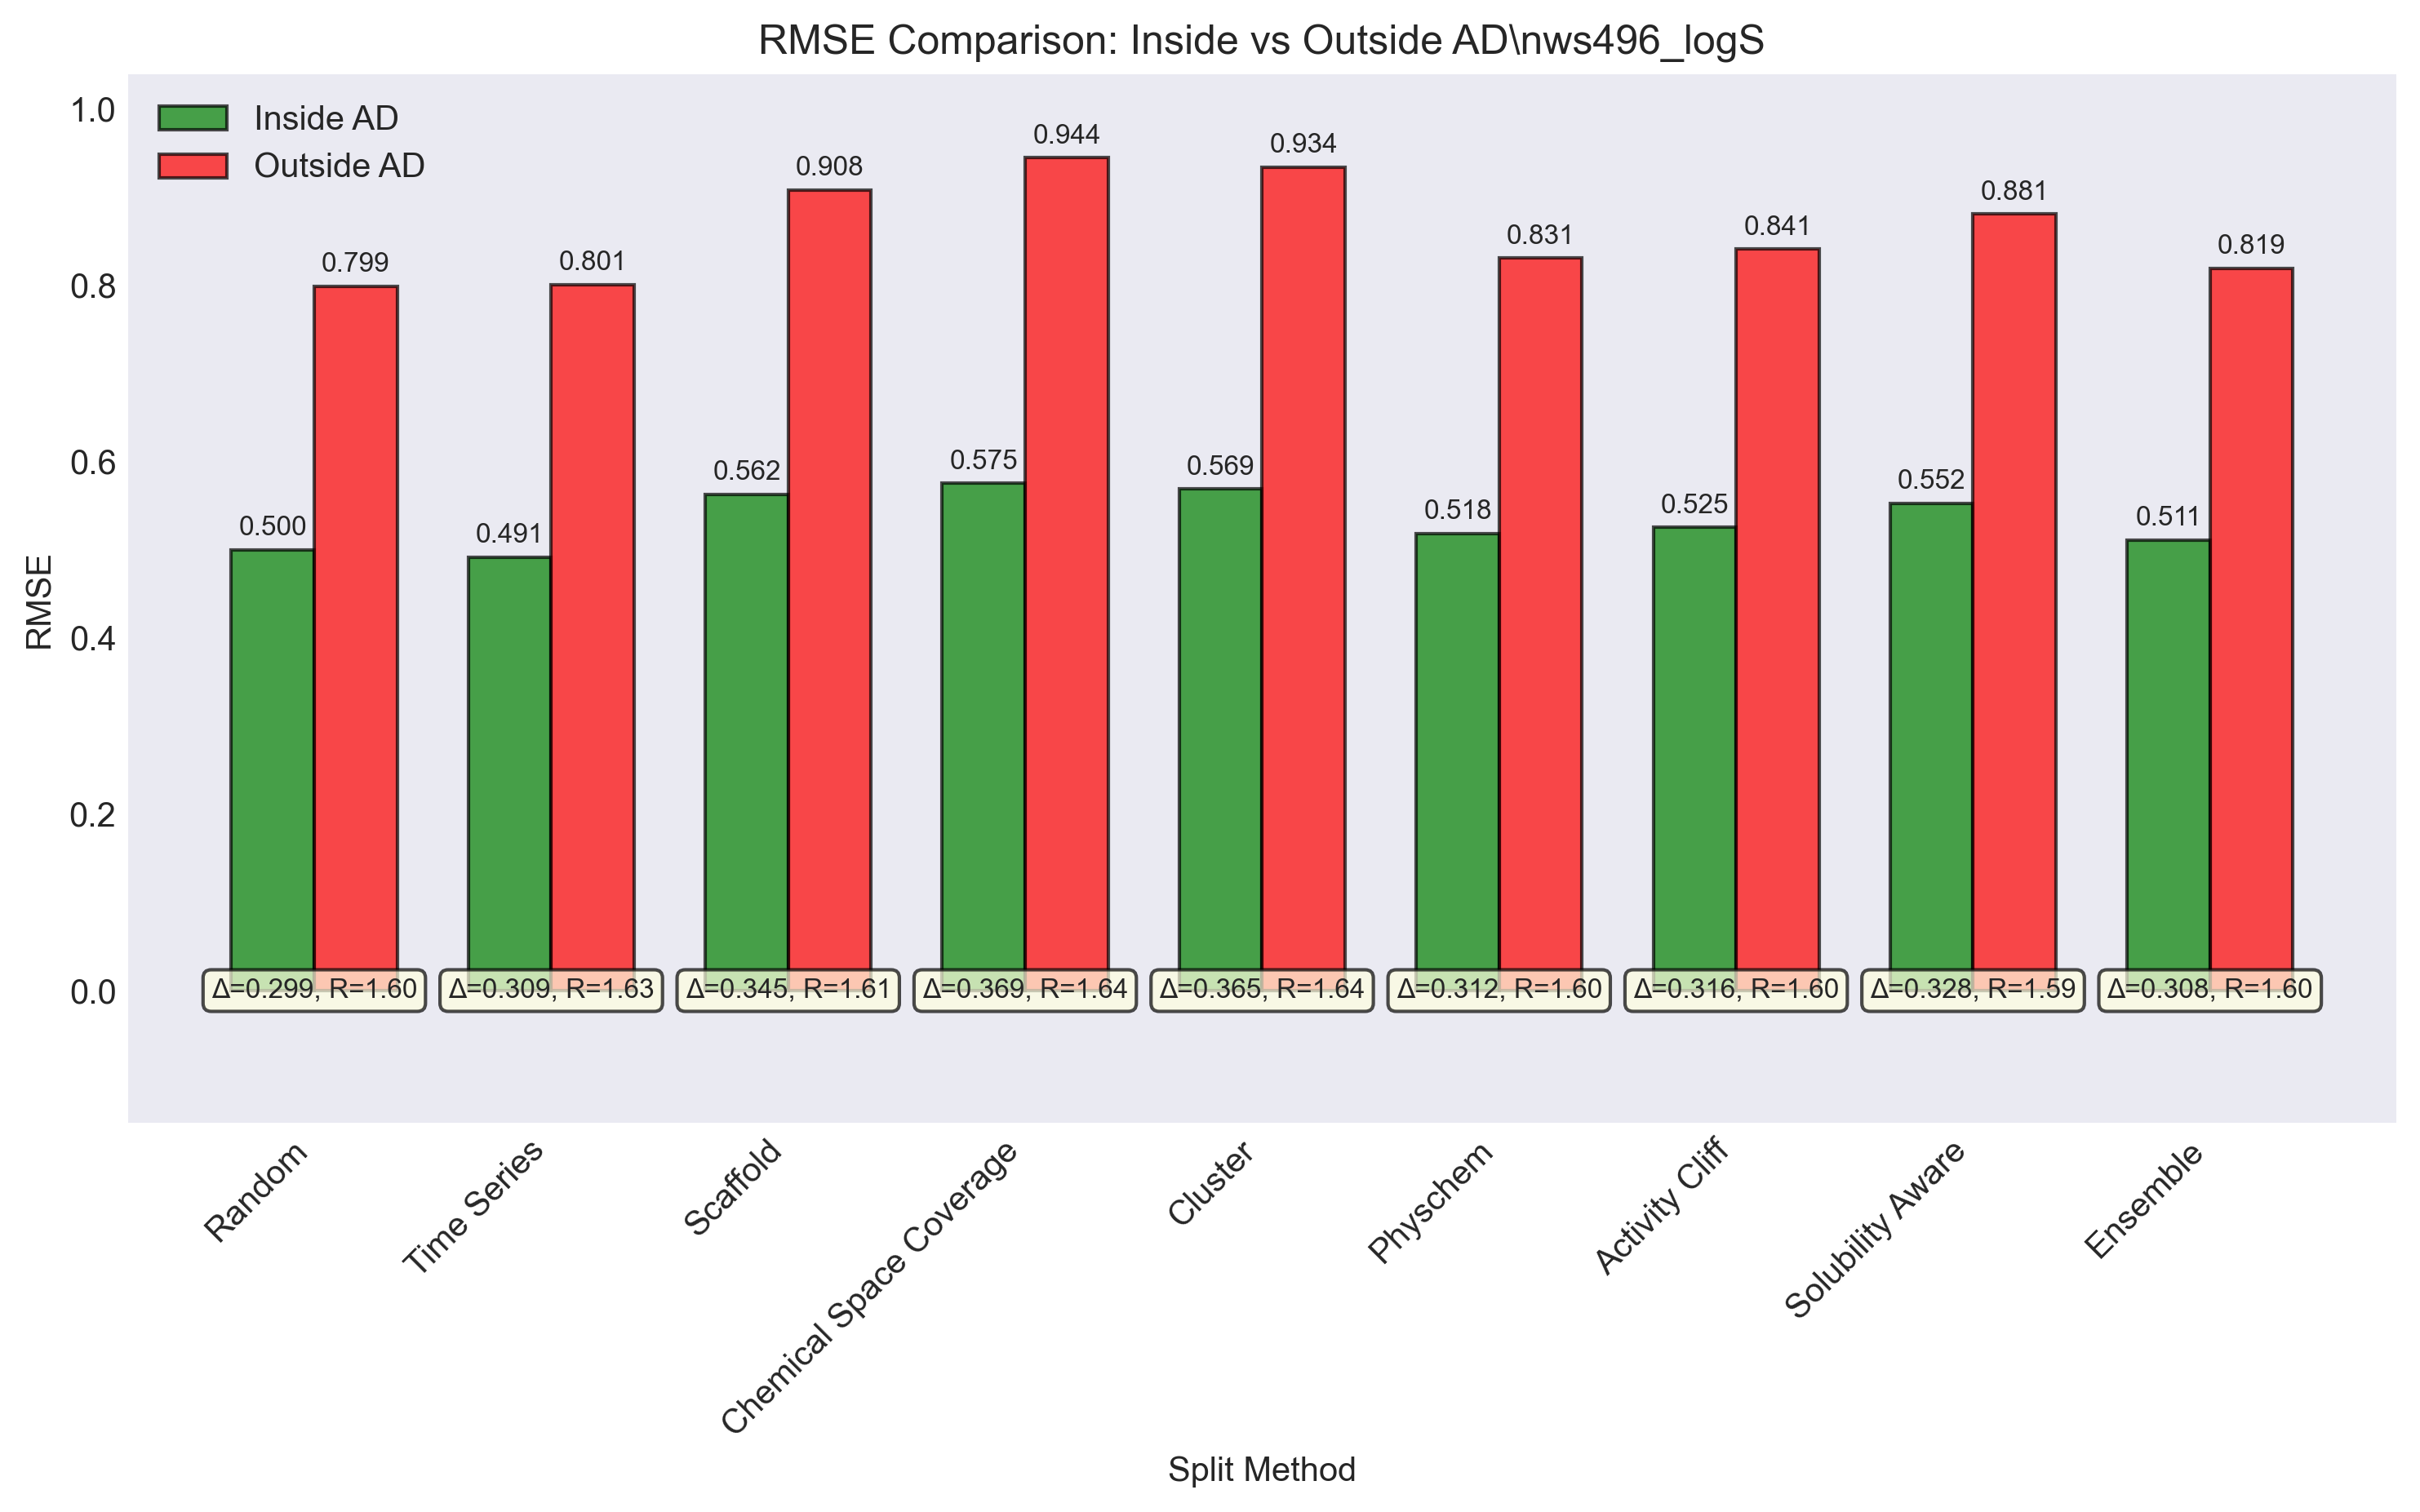 RMSE Comparison: Inside vs Outside AD\nws496_logS
Inside AD
Outside AD
RMSE
1.0
0.8
0.6
0.4
0.2
0.0
0.500
0.799
0.491
0.801
0.562
0.908
0.575
0.944
0.569
0.934
0.518
0.831
0.525
0.841
0.552
0.881
0.511
0.819
Δ=0.299, R=1.60
Δ=0.309, R=1.63
Δ=0.345, R=1.61
Δ=0.369, R=1.64
Δ=0.365, R=1.64
Δ=0.312, R=1.60
Δ=0.316, R=1.60
Δ=0.328, R=1.59
Δ=0.308, R=1.60
Random
Time Series
Scaffold
Chemical Space Coverage
Cluster
Physchem
Activity Cliff
Solubility Aware
Ensemble
Split Method